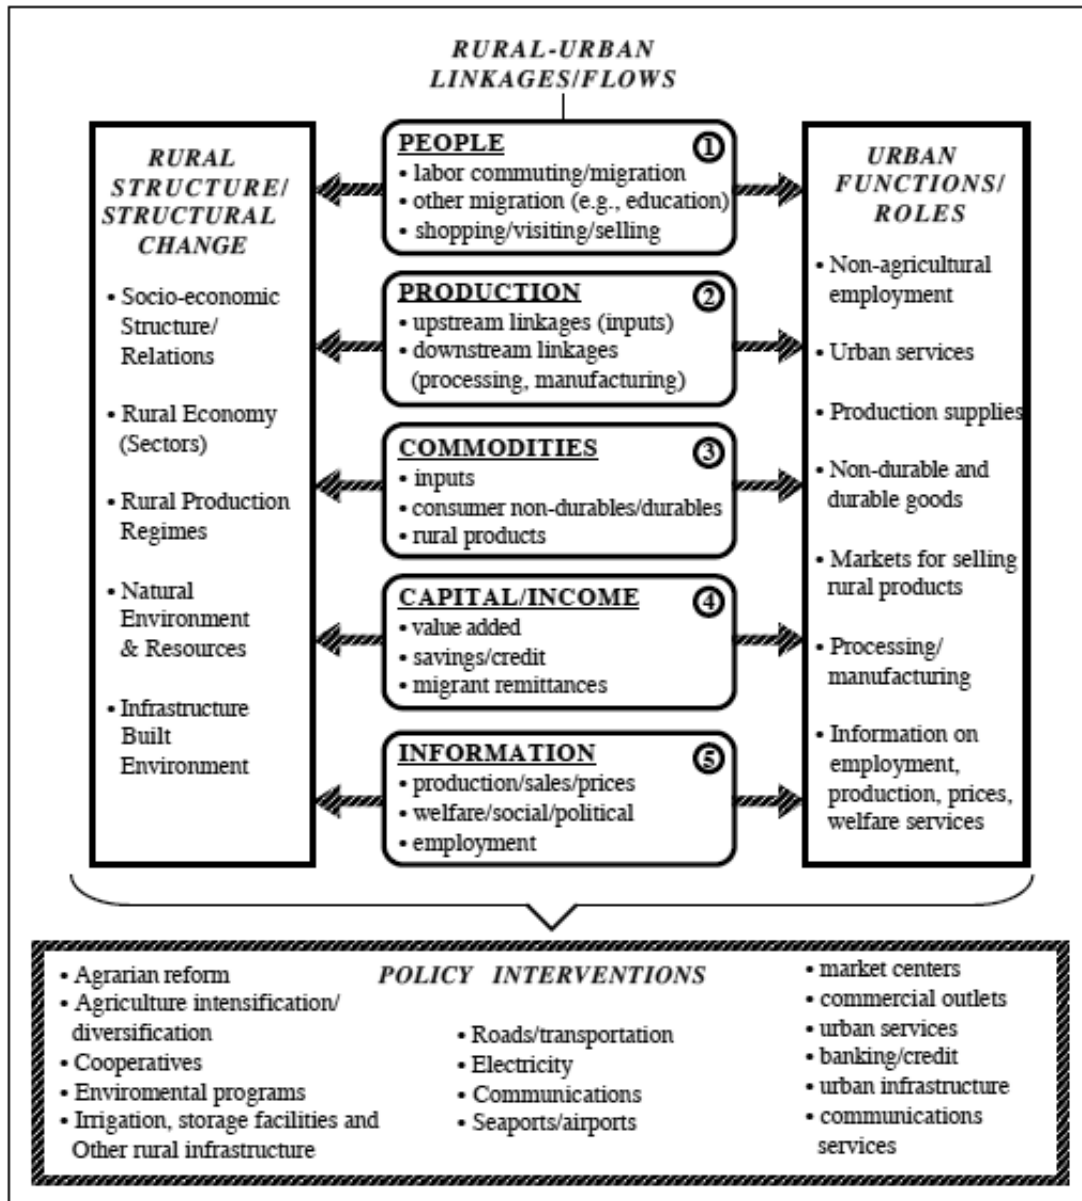 RURAL-URBAN
LINKAGES/FLOWS
RURAL
STRUCTURE/
STRUCTURAL
CHANGE
• Socio-economic
Structure/
Relations
• Rural Economy
(Sectors)
• Rural Production
Regimes
• Natural
Environment
& Resources
• Infrastructure
Built
Environment
PEOPLE ①
• labor commuting/migration
• other migration (e.g., education)
• shopping/visiting/selling
PRODUCTION ②
• upstream linkages (inputs)
• downstream linkages
(processing, manufacturing)
COMMODITIES ③
• inputs
• consumer non-durables/durables
• rural products
CAPITAL/INCOME ④
• value added
• savings/credit
• migrant remittances
INFORMATION ⑤
• production/sales/prices
• welfare/social/political
• employment
URBAN
FUNCTIONS/
ROLES
• Non-agricultural
employment
• Urban services
• Production supplies
• Non-durable and
durable goods
• Markets for selling
rural products
• Processing/
manufacturing
• Information on
employment,
production, prices,
welfare services
POLICY INTERVENTIONS
• Agrarian reform
• Agriculture intensification/
diversification
• Cooperatives
• Enviromental programs
• Irrigation, storage facilities and
Other rural infrastructure
• Roads/transportation
• Electricity
• Communications
• Seaports/airports
• market centers
• commercial outlets
• urban services
• banking/credit
• urban infrastructure
• communications
services